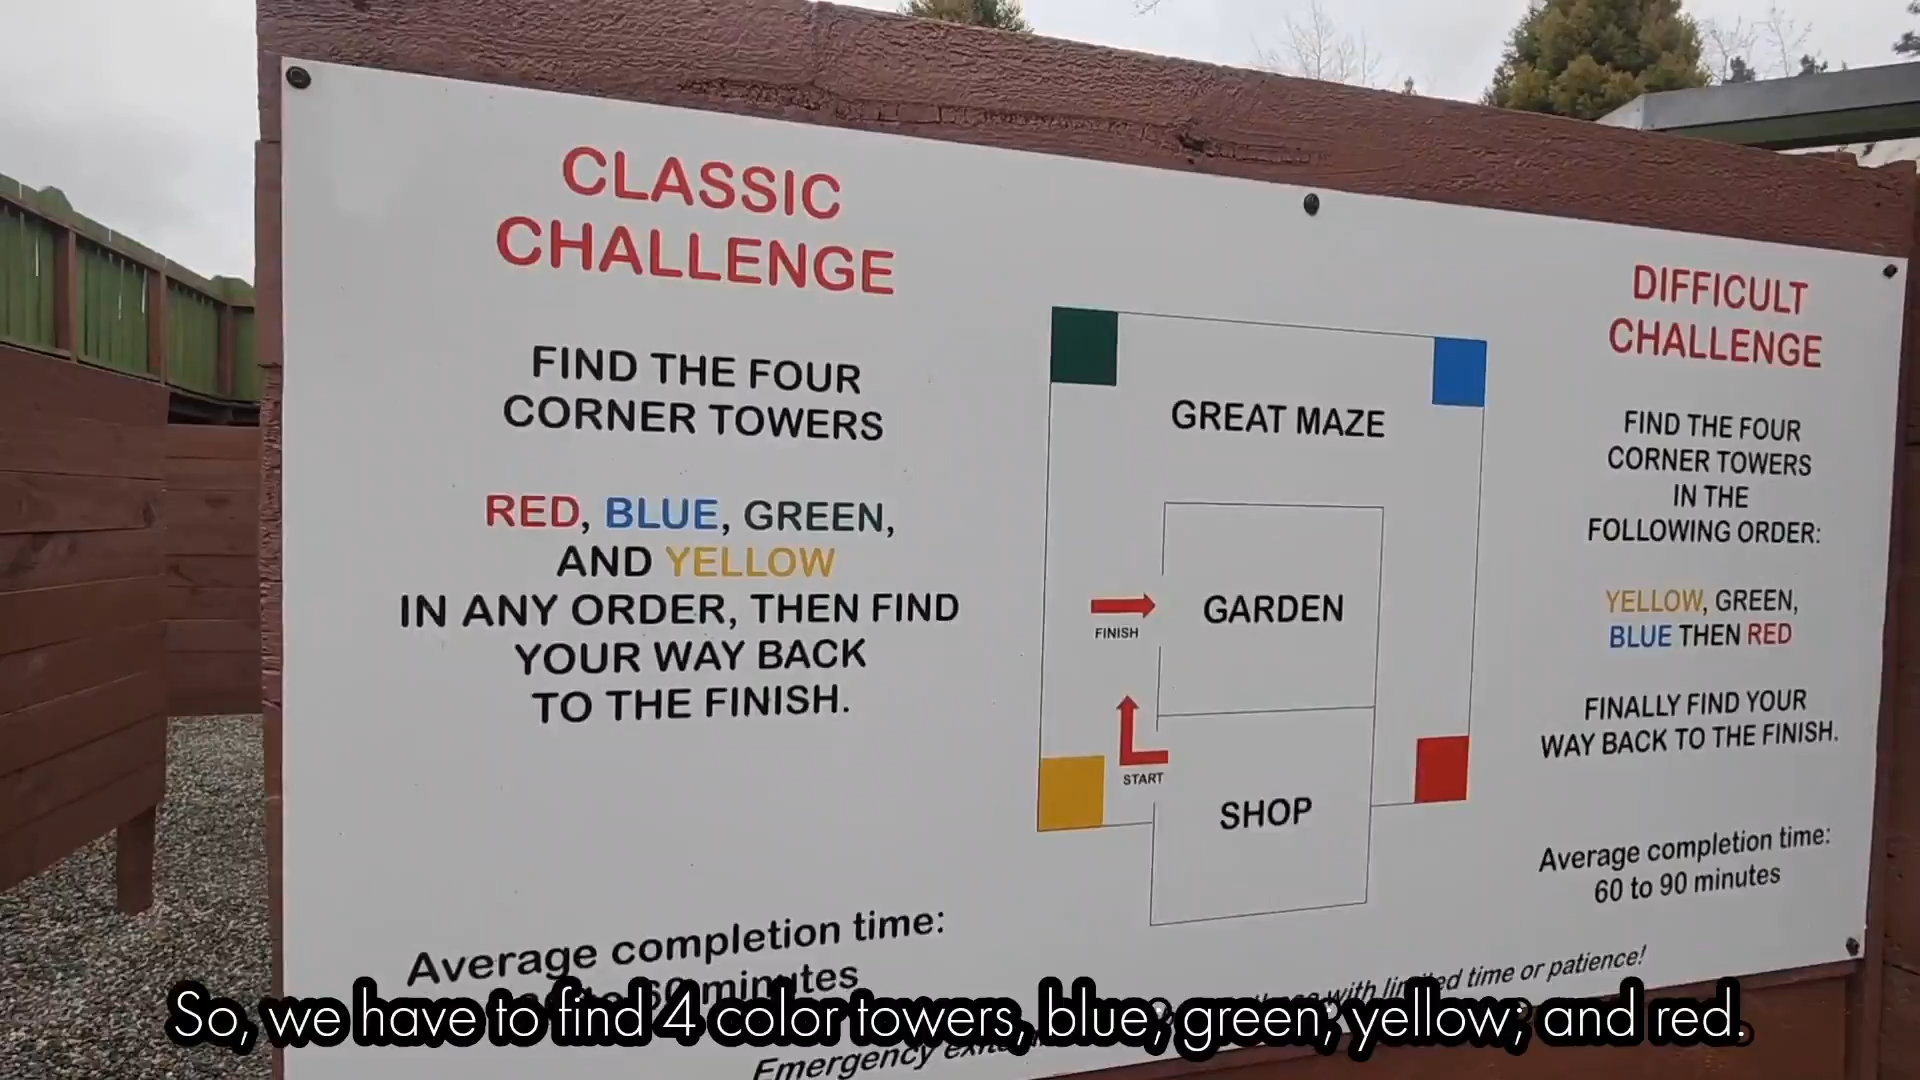 CLASSIC
CHALLENGE
FIND THE FOUR
CORNER TOWERS
RED, BLUE, GREEN,
AND YELLOW
IN ANY ORDER, THEN FIND
YOUR WAY BACK
TO THE FINISH.
Average completion time:
60 minutes
GREAT MAZE
GARDEN
FINISH
START
SHOP
DIFFICULT
CHALLENGE
FIND THE FOUR
CORNER TOWERS
IN THE
FOLLOWING ORDER:
YELLOW, GREEN,
BLUE THEN RED
FINALLY FIND YOUR
WAY BACK TO THE FINISH.
Average completion time:
60 to 90 minutes
with limited time or patience!
Emergency
So, we have to find 4 color towers, blue, green, yellow, and red.